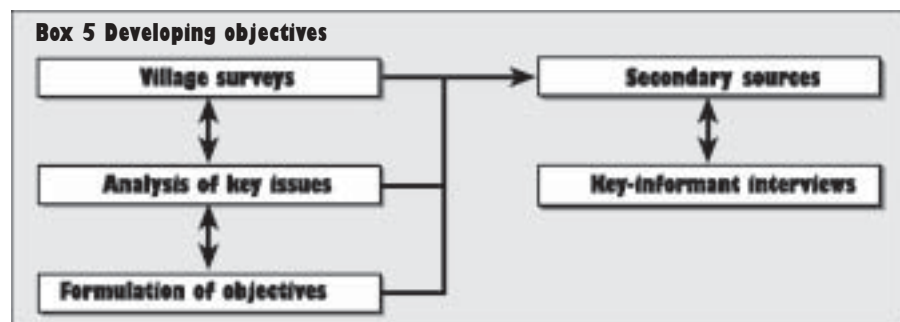 Box 5 Developing objectives
Village surveys
Secondary sources
Analysis of key issues
Key-informant interviews
Formulation of objectives